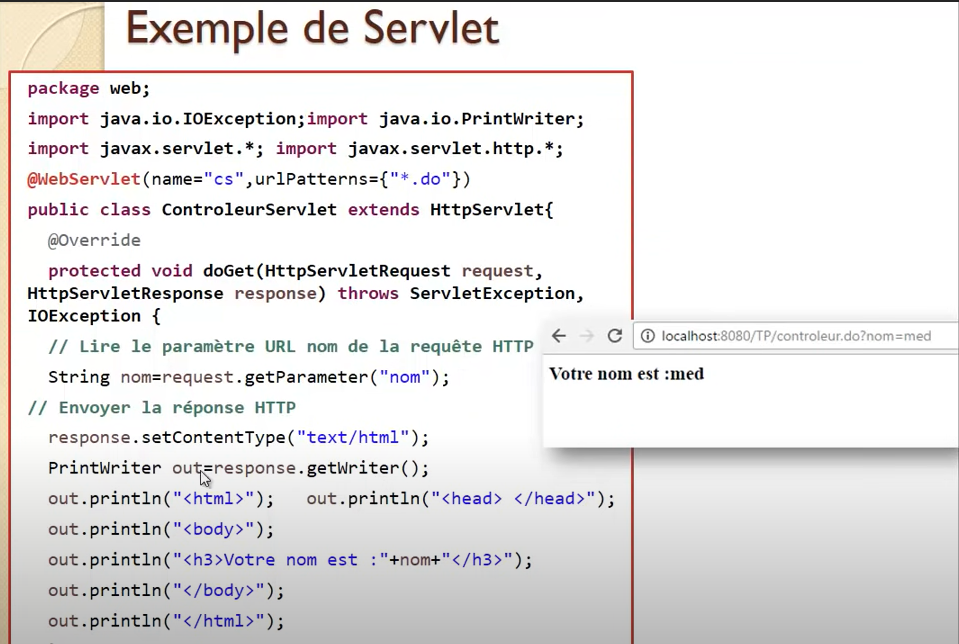 Exemple de Servlet
package web;
import java.io.IOException;import java.io.PrintWriter;
import javax.servlet.*; import javax.servlet.http.*;
@WebServlet(name="cs",urlPatterns={"*.do"})
public class ControleurServlet extends HttpServlet{
@Override
protected void doGet(HttpServletRequest request,
HttpServletResponse response) throws ServletException,
IOException {
// Lire le paramètre URL nom de la requête HTTP
String nom=request.getParameter("nom");
// Envoyer la réponse HTTP
response.setContentType("text/html");
PrintWriter out=response.getWriter();
out.println("<html>"); out.println("<head> </head>");
out.println("<body>");
out.println("<h3>Votre nom est :"+nom+"</h3>");
out.println("</body>");
out.println("</html>");
localhost:8080/TP/controleur.do?nom=med
Votre nom est :med